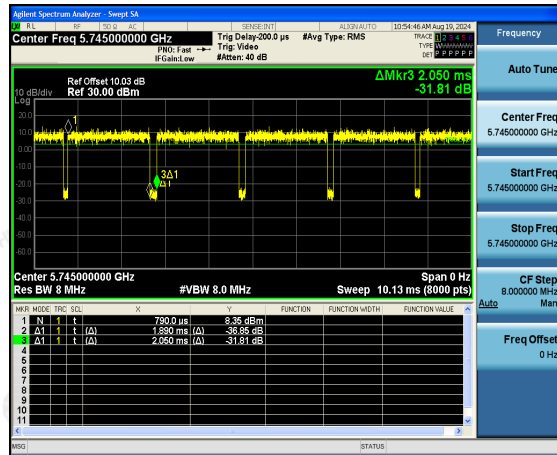 Agilent Spectrum Analyzer - Swept SA
RL RF 50 Ω AC SENSE:INT ALIGNAUTO 10:54:46 AM Aug 19, 2024
Center Freq 5.745000000 GHz
PNO: Fast
IFGain:Low
Trig Delay-200.0 µs
Trig: Video
#Atten: 40 dB
#Avg Type: RMS
TRACE 1 2 3 4 5 6
TYPE WWWWWW
DET P P P P P P
ΔMkr3 2.050 ms
-31.81 dB
Ref Offset 10.03 dB
10 dB/div Ref 30.00 dBm
Log
20.0
10.0
0.00
-10.0
-20.0
-30.0
-40.0
-50.0
-60.0
1
3Δ1
Center 5.745000000 GHz Span 0 Hz
Res BW 8 MHz #VBW 8.0 MHz Sweep 10.13 ms (8000 pts)
MKR MODE TRC SCL X Y FUNCTION FUNCTION WIDTH FUNCTION VALUE
1 N 1 t 790.0 µs 8.35 dBm
2 Δ1 1 t (Δ) 1.890 ms (Δ) -36.85 dB
3 Δ1 1 t (Δ) 2.050 ms (Δ) -31.81 dB
4
5
6
7
8
9
10
11
MSG STATUS
Frequency
Auto Tune
Center Freq
5.745000000 GHz
Start Freq
5.745000000 GHz
Stop Freq
5.745000000 GHz
CF Step
8.000000 MHz
Auto Man
Freq Offset
0 Hz